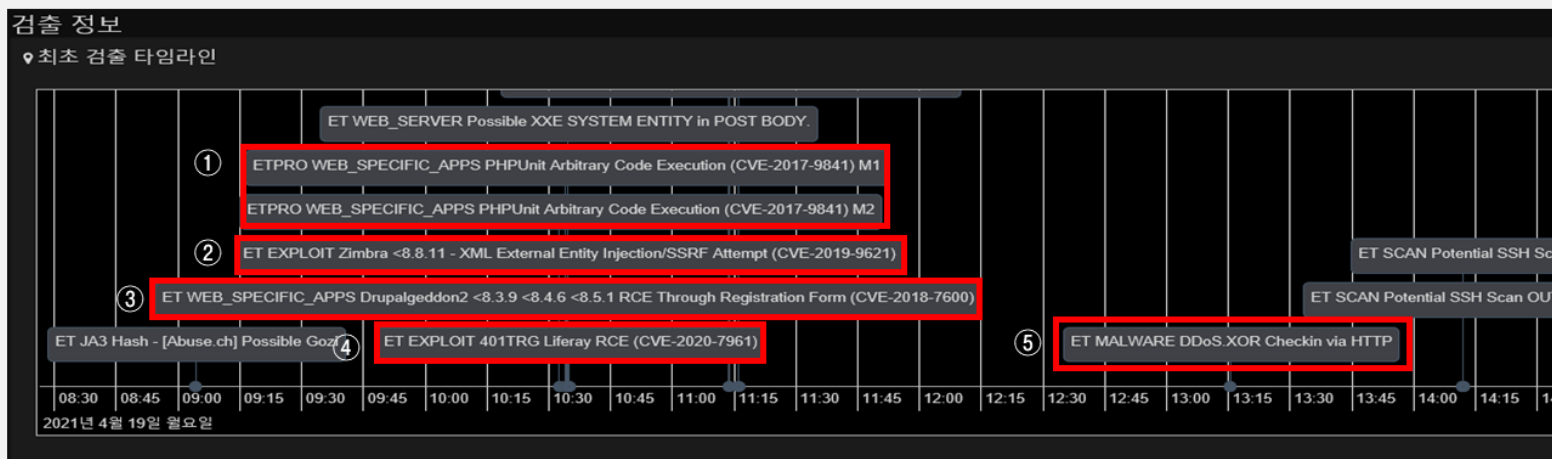 검출 정보
최초 검출 타임라인
ET WEB_SERVER Possible XXE SYSTEM ENTITY in POST BODY.
① ETPRO WEB_SPECIFIC_APPS PHPUnit Arbitrary Code Execution (CVE-2017-9841) M1
ETPRO WEB_SPECIFIC_APPS PHPUnit Arbitrary Code Execution (CVE-2017-9841) M2
② ET EXPLOIT Zimbra <8.8.11 - XML External Entity Injection/SSRF Attempt (CVE-2019-9621)
ET SCAN Potential SSH Sc
③ ET WEB_SPECIFIC_APPS Drupalgeddon2 <8.3.9 <8.4.6 <8.5.1 RCE Through Registration Form (CVE-2018-7600)
ET SCAN Potential SSH Scan OU
ET JA3 Hash - [Abuse.ch] Possible Gozi
④ ET EXPLOIT 401TRG Liferay RCE (CVE-2020-7961)
⑤ ET MALWARE DDoS.XOR Checkin via HTTP
08:30 08:45 09:00 09:15 09:30 09:45 10:00 10:15 10:30 10:45 11:00 11:15 11:30 11:45 12:00 12:15 12:30 12:45 13:00 13:15 13:30 13:45 14:00 14:15
2021년 4월 19일 월요일